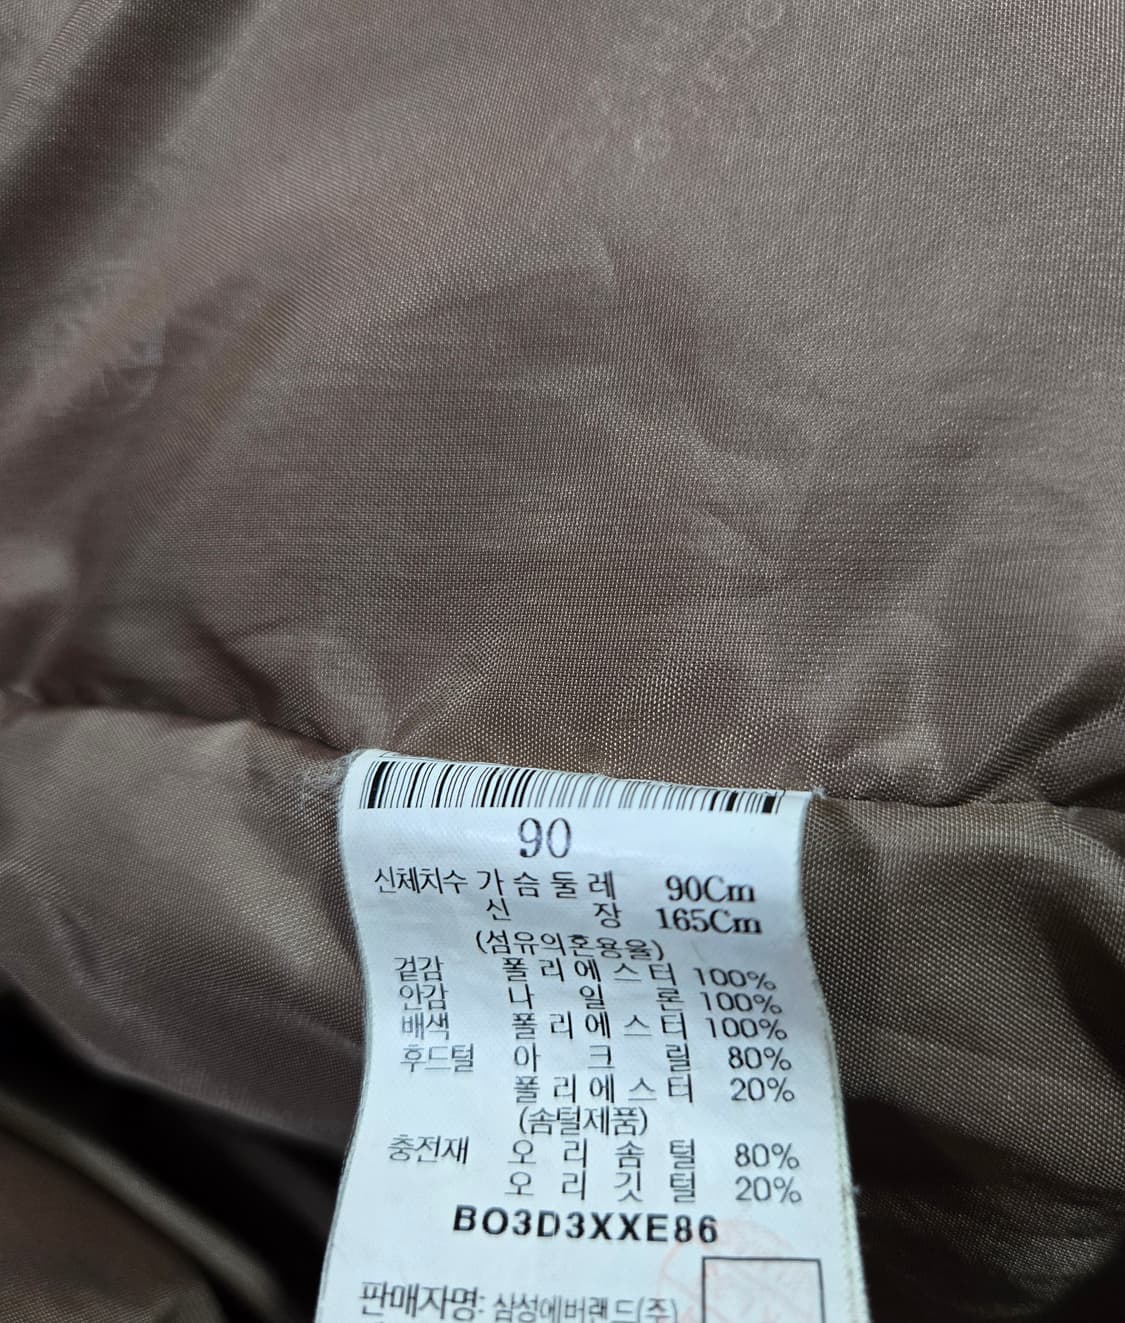 90
신체치수 가슴둘레 90Cm
신장 165Cm
(섬유의혼용율)
겉감 폴리에스터 100%
안감 나일론 100%
배색 폴리에스터 100%
후드털 아크릴 80%
폴리에스터 20%
(솜털제품)
충전재 오리솜털 80%
오리깃털 20%
BO3D3XXE86
판매자명: 삼성에버랜드(주)